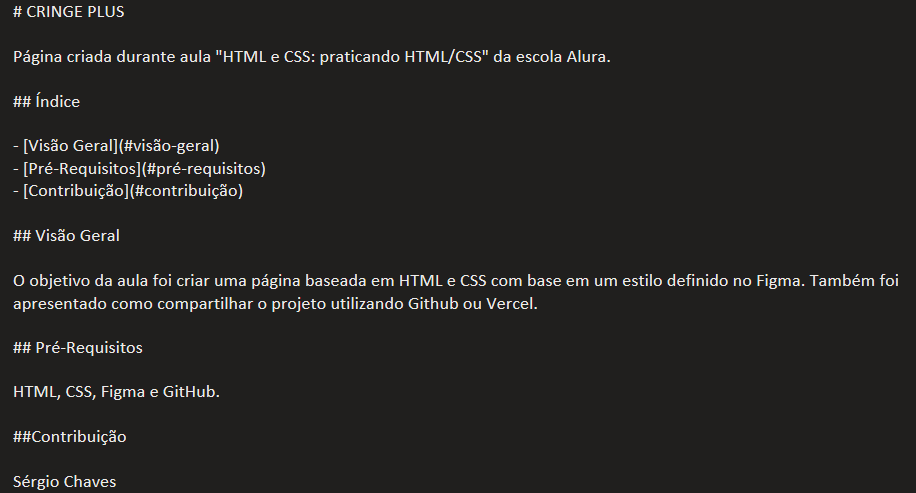 # CRINGE PLUS
Página criada durante aula "HTML e CSS: praticando HTML/CSS" da escola Alura.
## Índice
- [Visão Geral](#visão-geral)
- [Pré-Requisitos](#pré-requisitos)
- [Contribuição](#contribuição)
## Visão Geral
O objetivo da aula foi criar uma página baseada em HTML e CSS com base em um estilo definido no Figma. Também foi
apresentado como compartilhar o projeto utilizando Github ou Vercel.
## Pré-Requisitos
HTML, CSS, Figma e GitHub.
##Contribuição
Sérgio Chaves